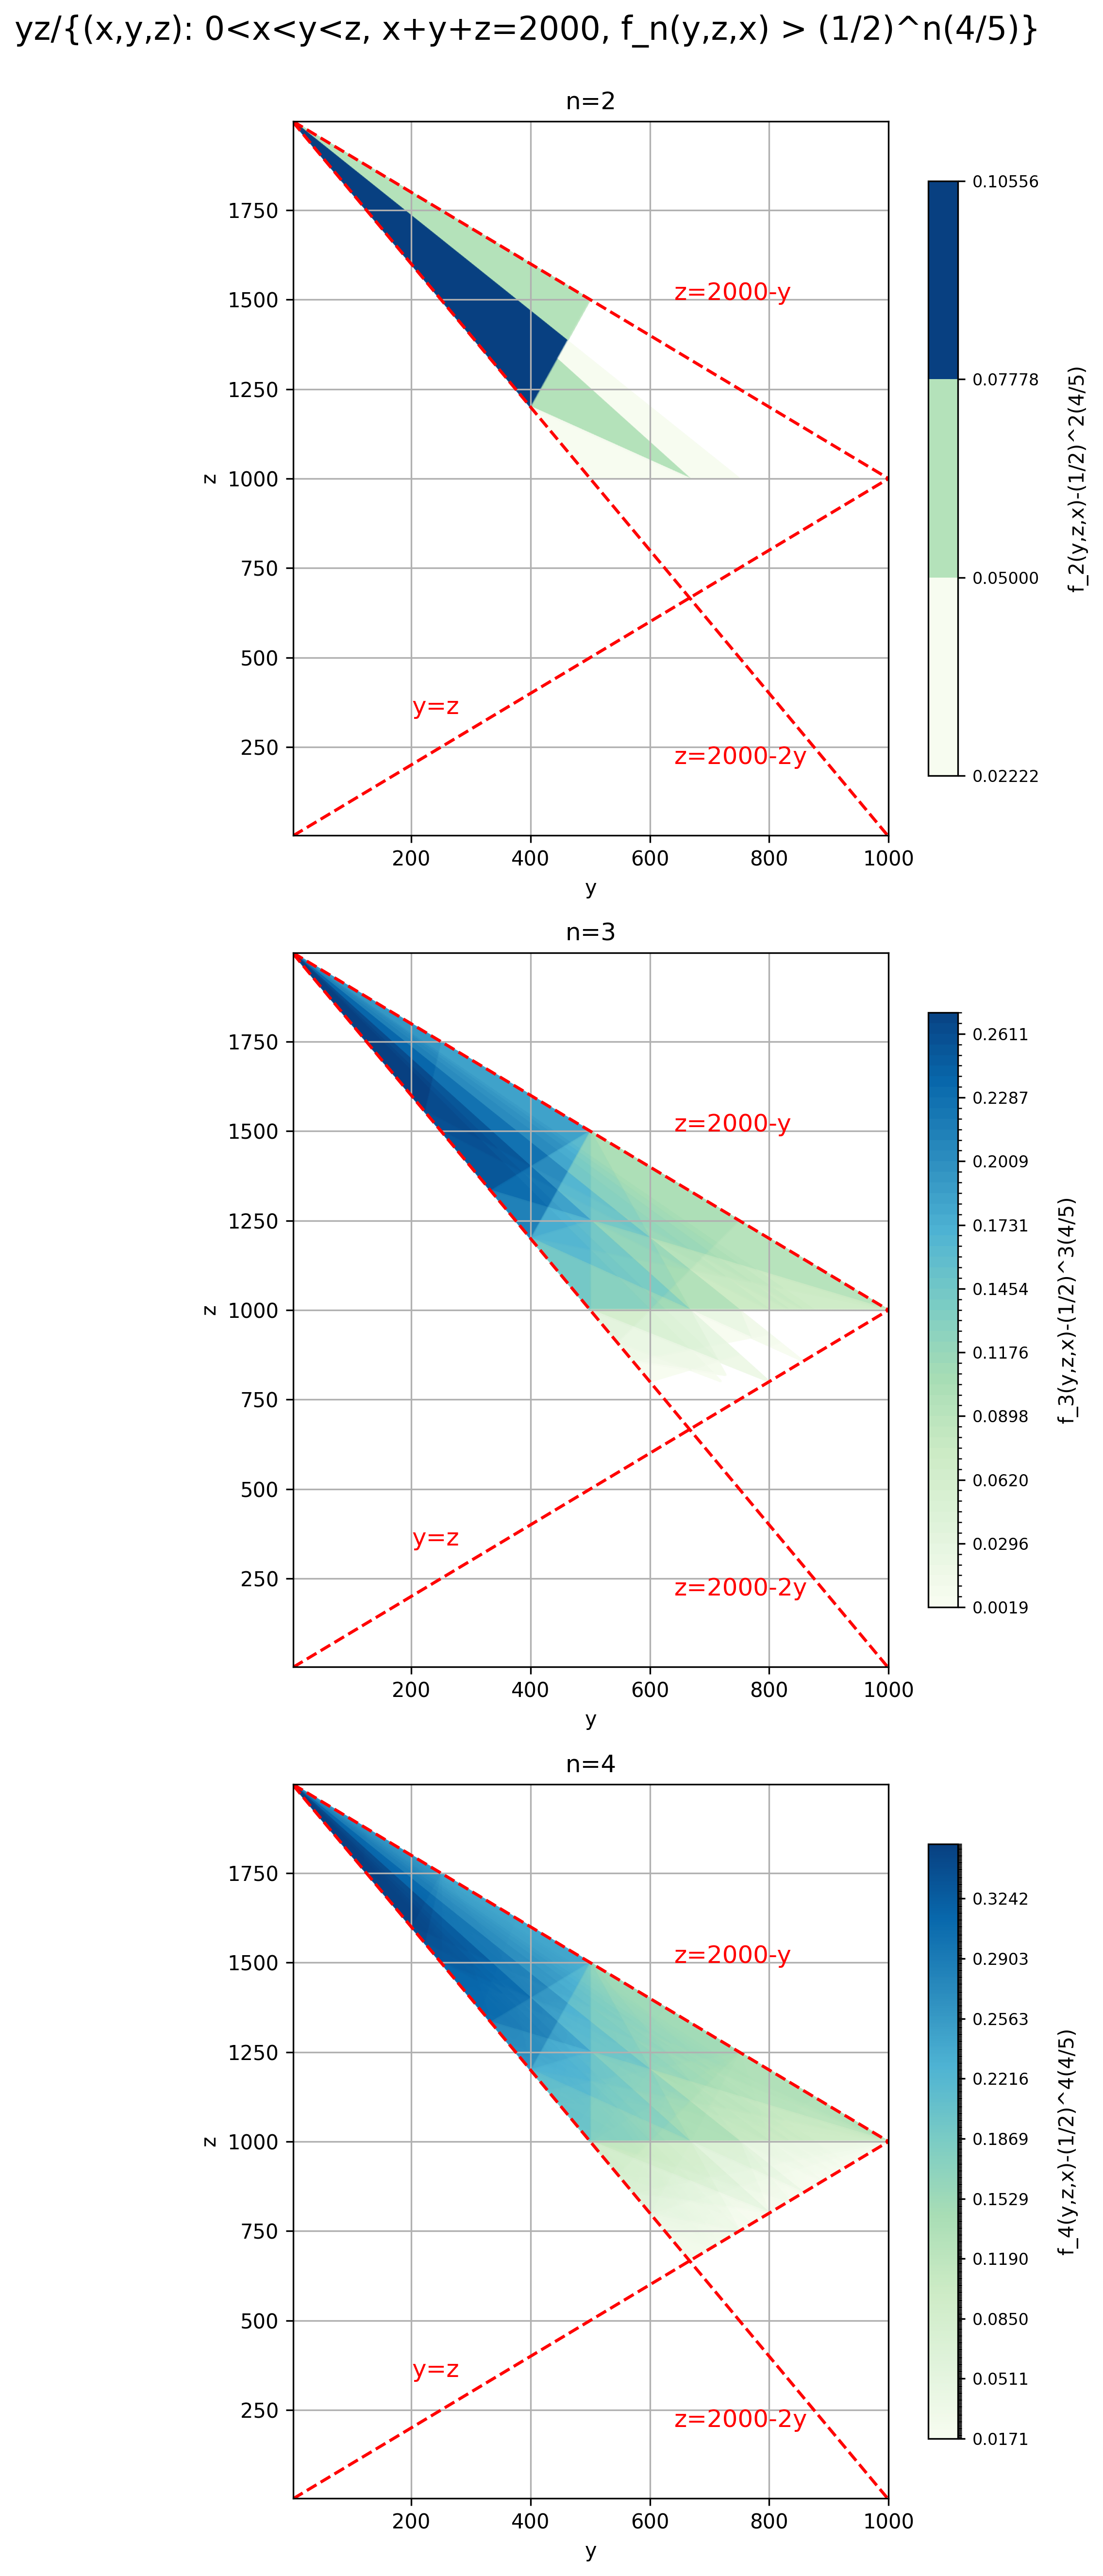 yz/{(x,y,z): 0<x<y<z, x+y+z=2000, f_n(y,z,x) > (1/2)^n(4/5)}
n=2
1750
1500
1250
1000
750
500
250
z
z=2000-y
y=z
z=2000-2y
200 400 600 800 1000
y
0.10556
0.07778
0.05000
0.02222
f_2(y,z,x)-(1/2)^2(4/5)
n=3
1750
1500
1250
1000
750
500
250
z
z=2000-y
y=z
z=2000-2y
200 400 600 800 1000
y
0.2611
0.2287
0.2009
0.1731
0.1454
0.1176
0.0898
0.0620
0.0296
0.0019
f_3(y,z,x)-(1/2)^3(4/5)
n=4
1750
1500
1250
1000
750
500
250
z
z=2000-y
y=z
z=2000-2y
200 400 600 800 1000
y
0.3242
0.2903
0.2563
0.2216
0.1869
0.1529
0.1190
0.0850
0.0511
0.0171
f_4(y,z,x)-(1/2)^4(4/5)